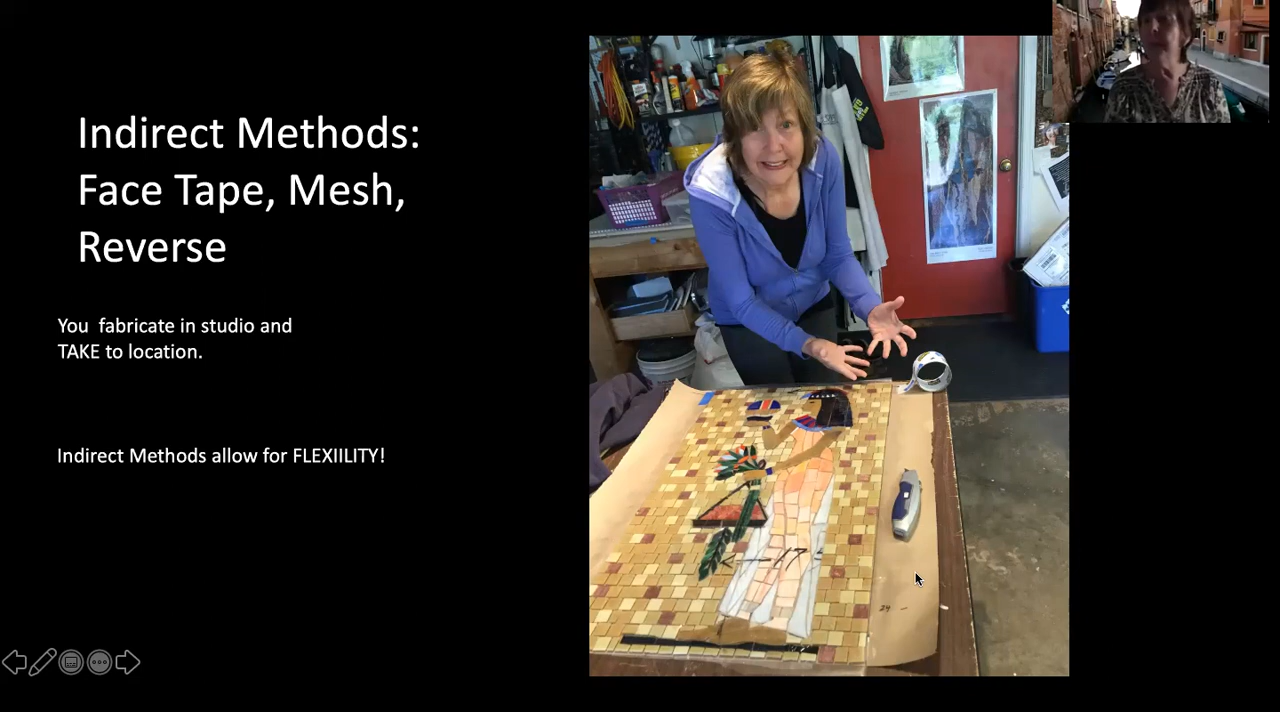 Indirect Methods:
Face Tape, Mesh,
Reverse
You  fabricate in studio and
TAKE to location.
Indirect Methods allow for FLEXIILITY!
29